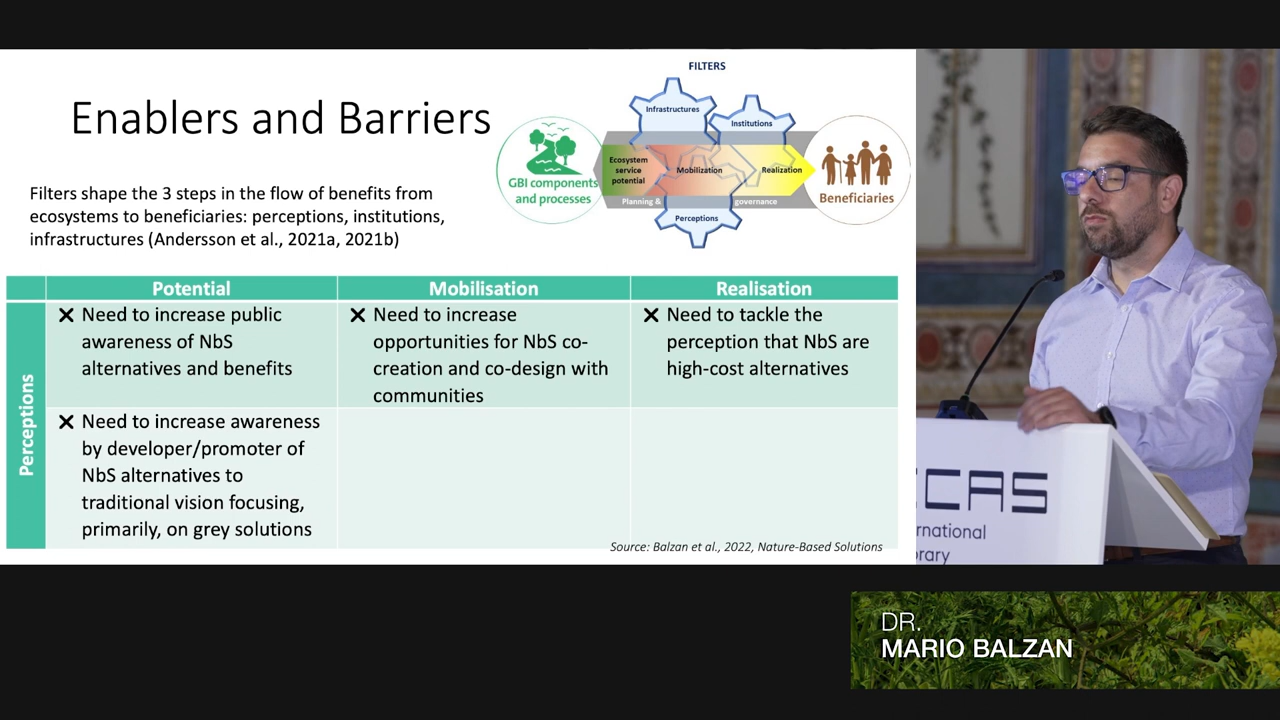 Enablers and Barriers
Filters shape the 3 steps in the flow of benefits from
ecosystems to beneficiaries: perceptions, institutions,
infrastructures (Andersson et al., 2021a, 2021b)
FILTERS
Infrastructures
Institutions
GBI components
and processes
Ecosystem
service
potential
Mobilization
Realization
Planning &
governance
Perceptions
Beneficiaries
Potential
Mobilisation
Realisation
Perceptions
✕ Need to increase public
awareness of NbS
alternatives and benefits
✕ Need to increase
opportunities for NbS co-
creation and co-design with
communities
✕ Need to tackle the
perception that NbS are
high-cost alternatives
✕ Need to increase awareness
by developer/promoter of
NbS alternatives to
traditional vision focusing,
primarily, on grey solutions
Source: Balzan et al., 2022, Nature-Based Solutions
CAS
rnational
rary
DR.
MARIO BALZAN